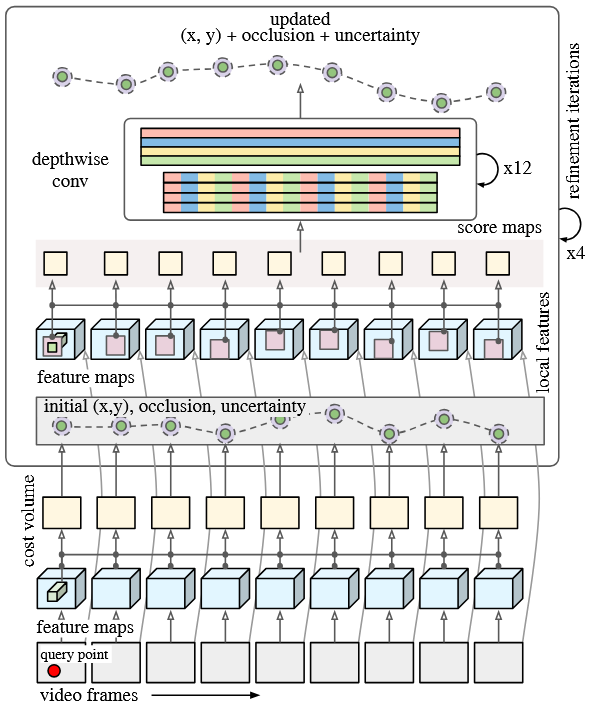 updated
(x, y) + occlusion + uncertainty
depthwise
conv
x12
refinement iterations
x4
score maps
local features
feature maps
initial (x,y), occlusion, uncertainty
cost volume
feature maps
query point
video frames